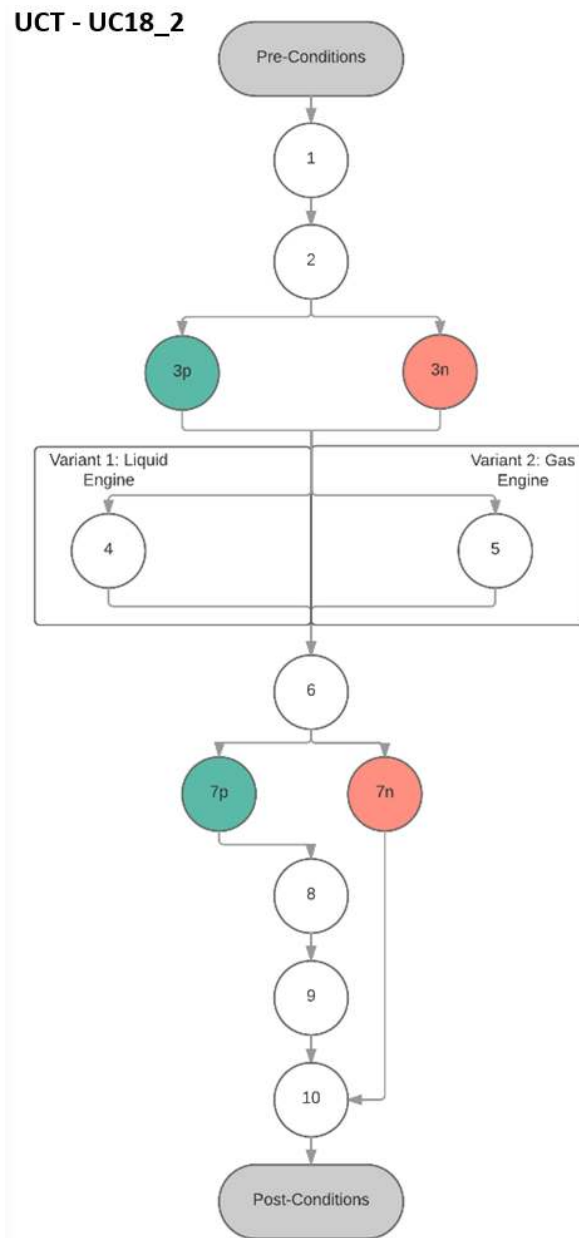 UCT - UC18_2
Pre-Conditions
1
2
3p
3n
Variant 1: Liquid
Engine
Variant 2: Gas
Engine
4
5
6
7p
7n
8
9
10
Post-Conditions